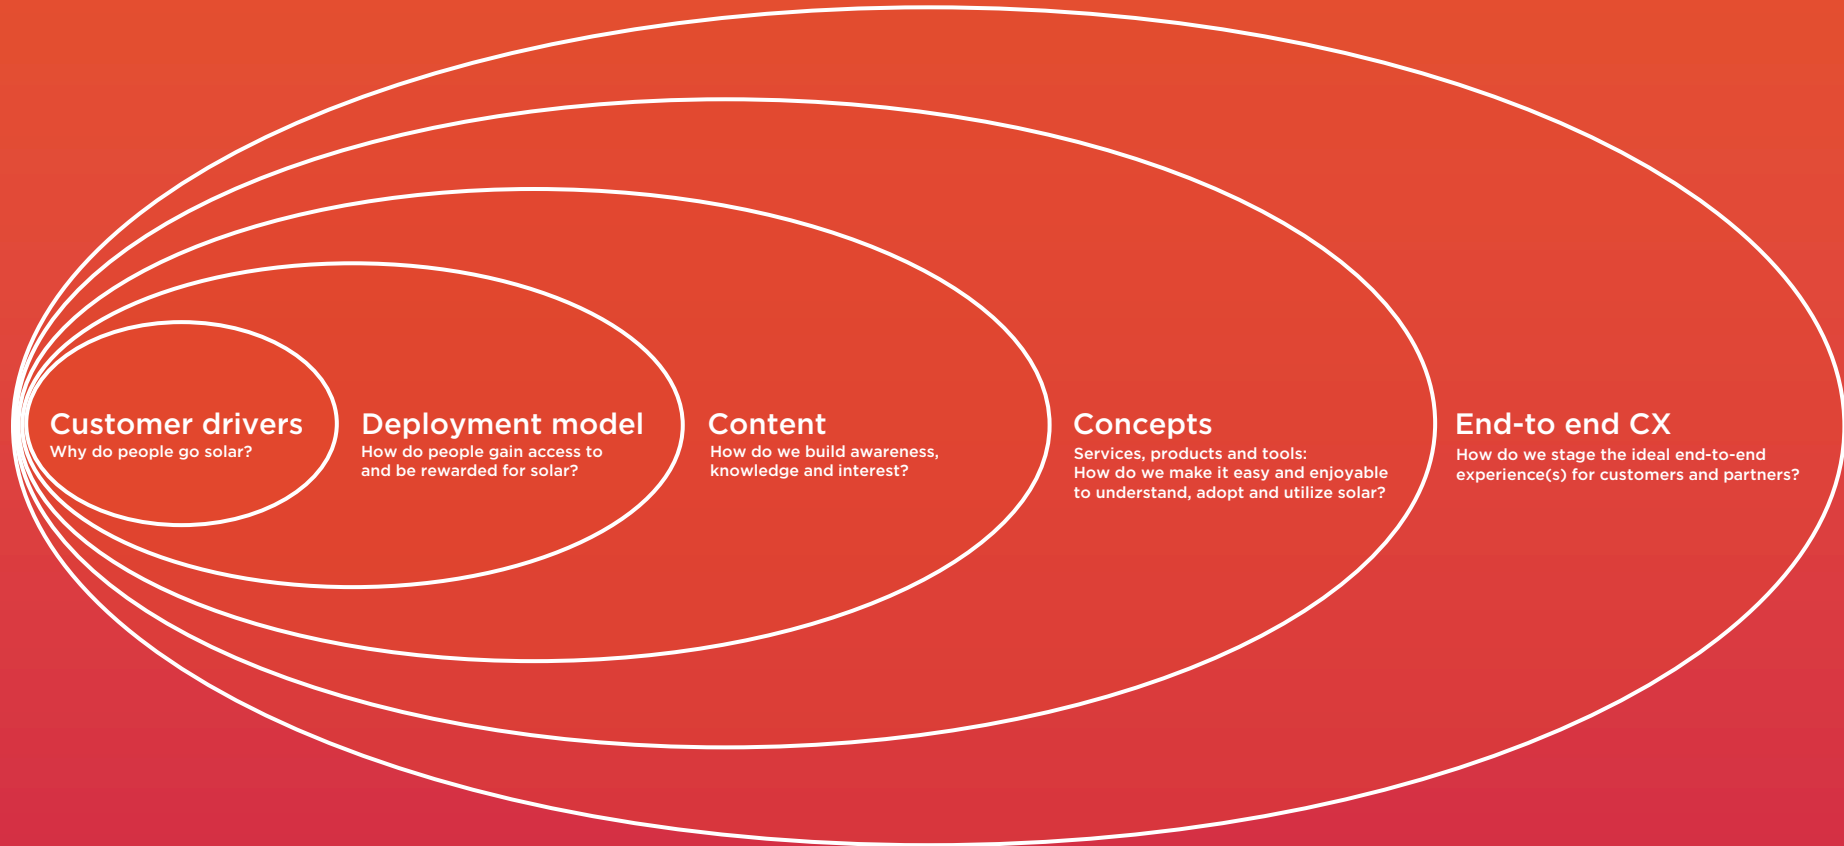 Customer drivers
Why do people go solar?
Deployment model
How do people gain access to
and be rewarded for solar?
Content
How do we build awareness,
knowledge and interest?
Concepts
Services, products and tools:
How do we make it easy and enjoyable
to understand, adopt and utilize solar?
End-to end CX
How do we stage the ideal end-to-end
experience(s) for customers and partners?